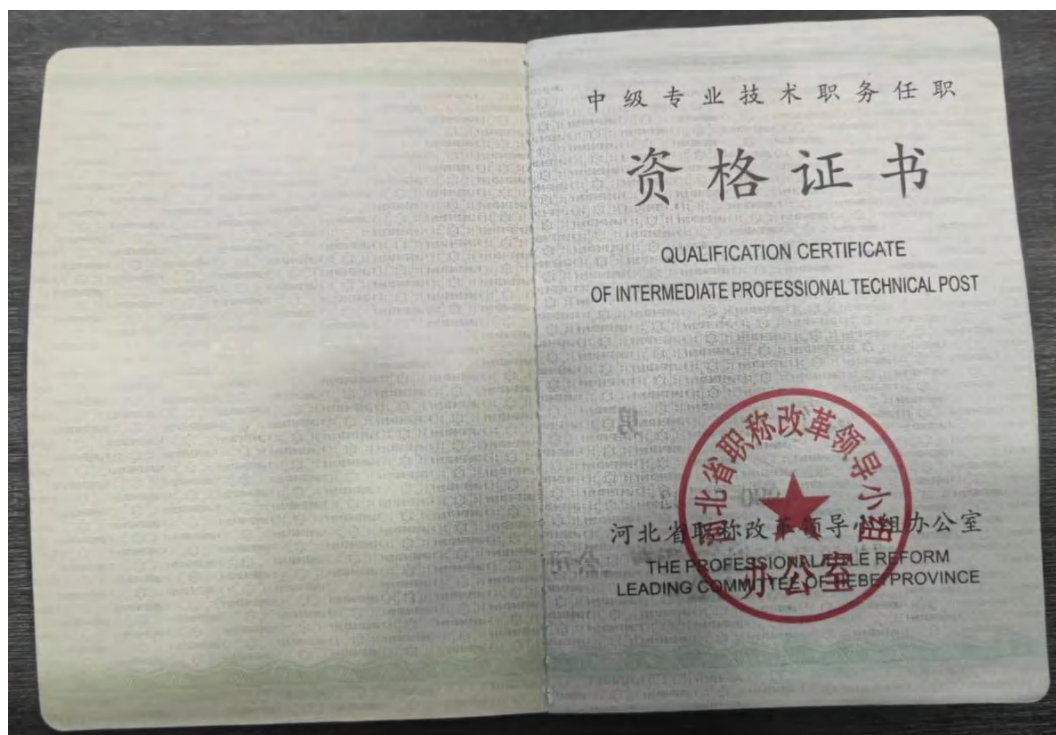 中级专业技术职务任职
资格证书
QUALIFICATION CERTIFICATE
OF INTERMEDIATE PROFESSIONAL TECHNICAL POST
河北省职称改革领导小组
办公室
河北省职称改革领导小组办公室
THE PROFESSIONAL TITLE REFORM
LEADING COMMITTEE OF HEBEI PROVINCE